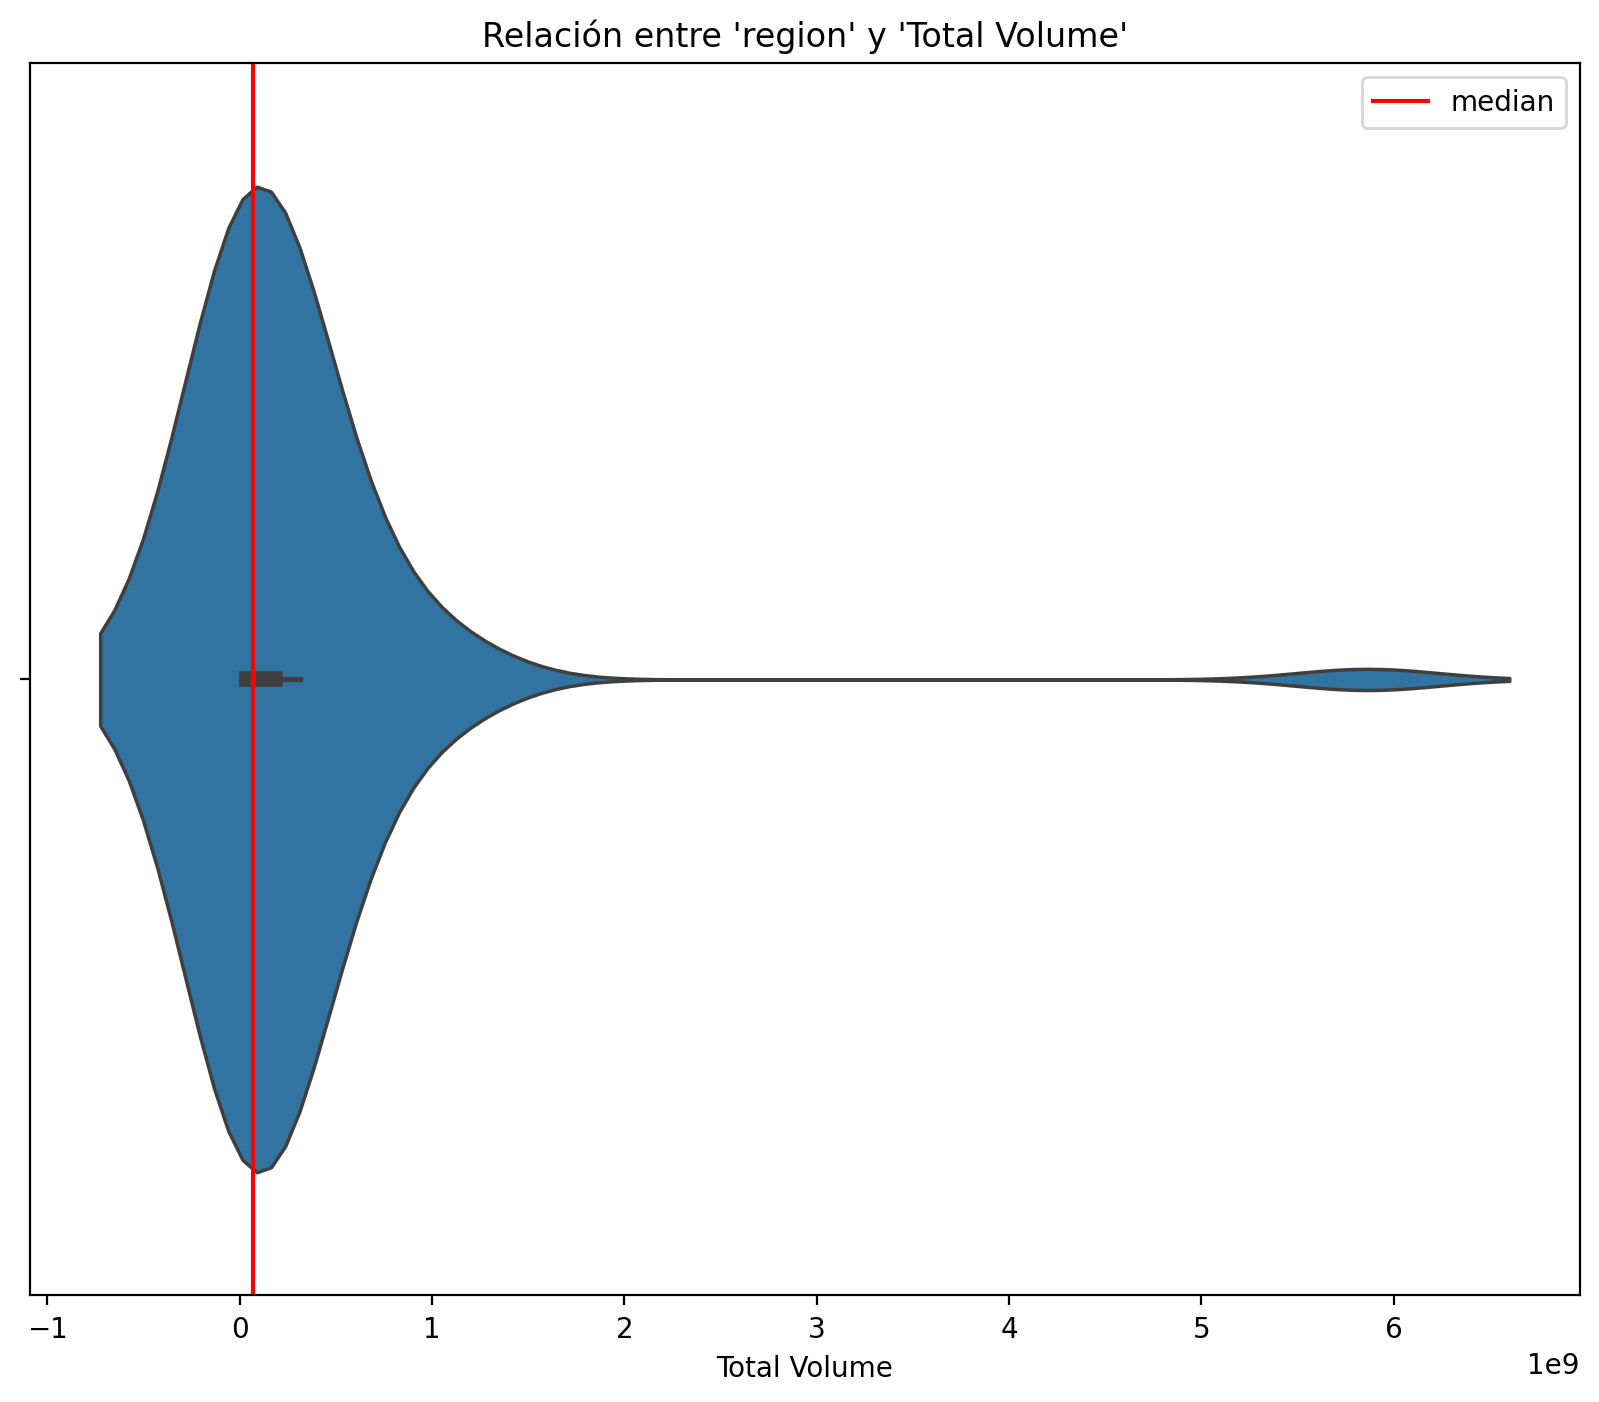 Relación entre 'region' y 'Total Volume'
median
−1 0 1 2 3 4 5 6
Total Volume
1e9